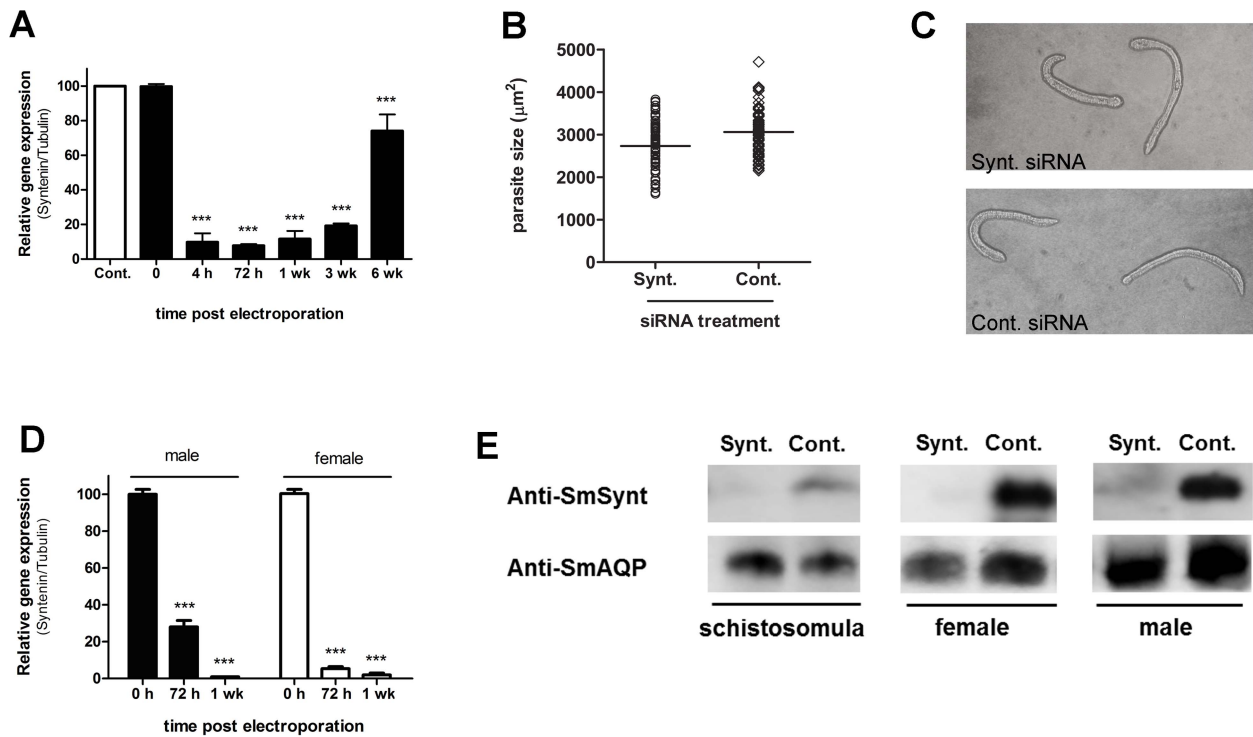 A
Relative gene expression
(Syntenin/Tubulin)
100
80
60
40
20
0
*** *** *** *** ***
Cont. 0 4 h 72 h 1 wk 3 wk 6 wk
time post electroporation
B
parasite size (μm²)
5000
4000
3000
2000
1000
0
Synt. Cont.
siRNA treatment
C
Synt. siRNA
Cont. siRNA
D
male female
Relative gene expression
(Syntenin/Tubulin)
100
80
60
40
20
0
*** *** *** ***
0 h 72 h 1 wk 0 h 72 h 1 wk
time post electroporation
E
Synt. Cont. Synt. Cont. Synt. Cont.
Anti-SmSynt
Anti-SmAQP
schistosomula female male